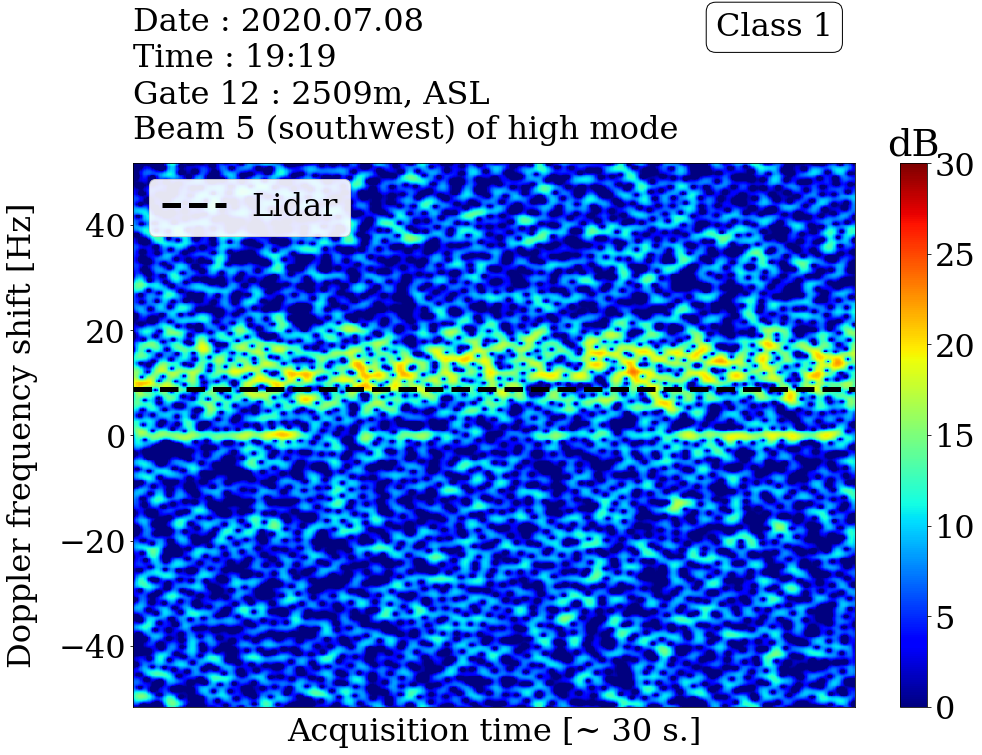 Date : 2020.07.08
Time : 19:19
Gate 12 : 2509m, ASL
Beam 5 (southwest) of high mode
Class 1
dB
Lidar
Doppler frequency shift [Hz]
40
20
0
−20
−40
Acquisition time [~ 30 s.]
30
25
20
15
10
5
0